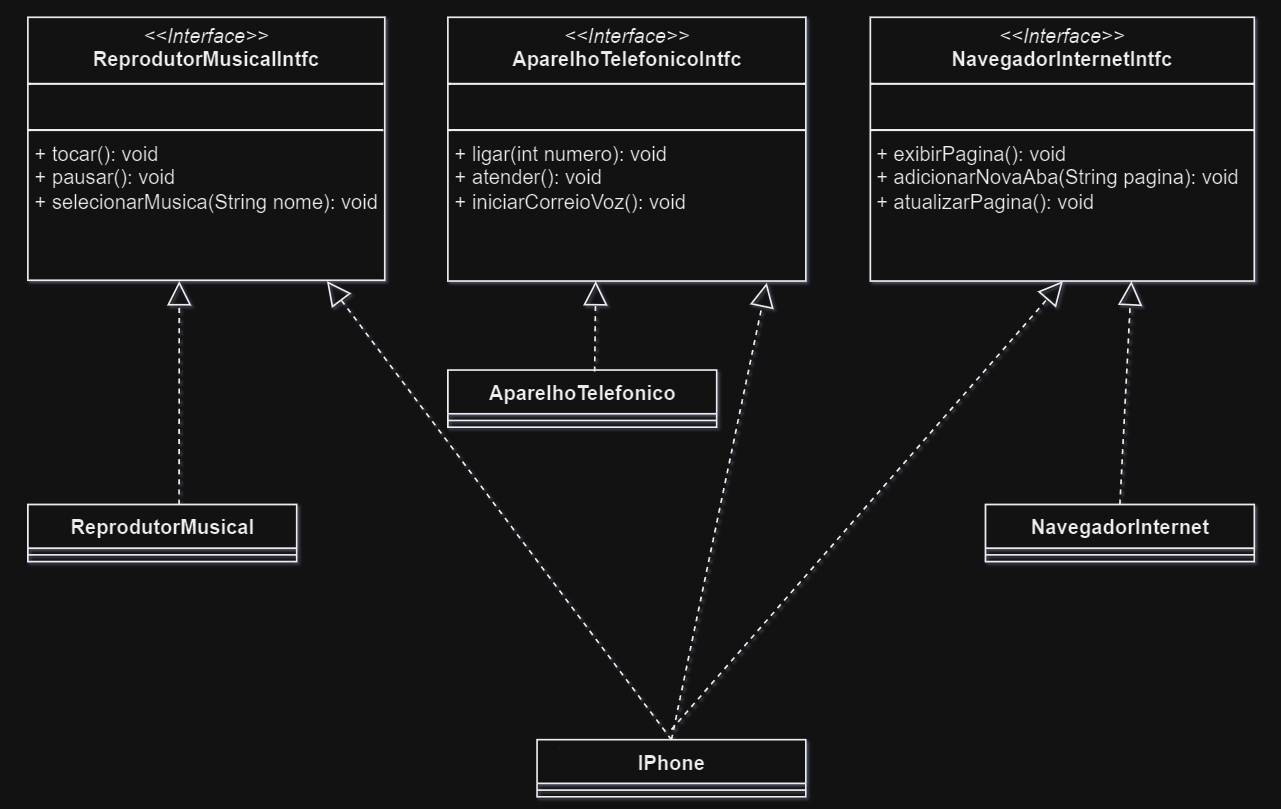 <<Interface>>
ReprodutorMusicalIntfc
+ tocar(): void
+ pausar(): void
+ selecionarMusica(String nome): void
<<Interface>>
AparelhoTelefonicoIntfc
+ ligar(int numero): void
+ atender(): void
+ iniciarCorreioVoz(): void
<<Interface>>
NavegadorInternetIntfc
+ exibirPagina(): void
+ adicionarNovaAba(String pagina): void
+ atualizarPagina(): void
AparelhoTelefonico
ReprodutorMusical
NavegadorInternet
IPhone